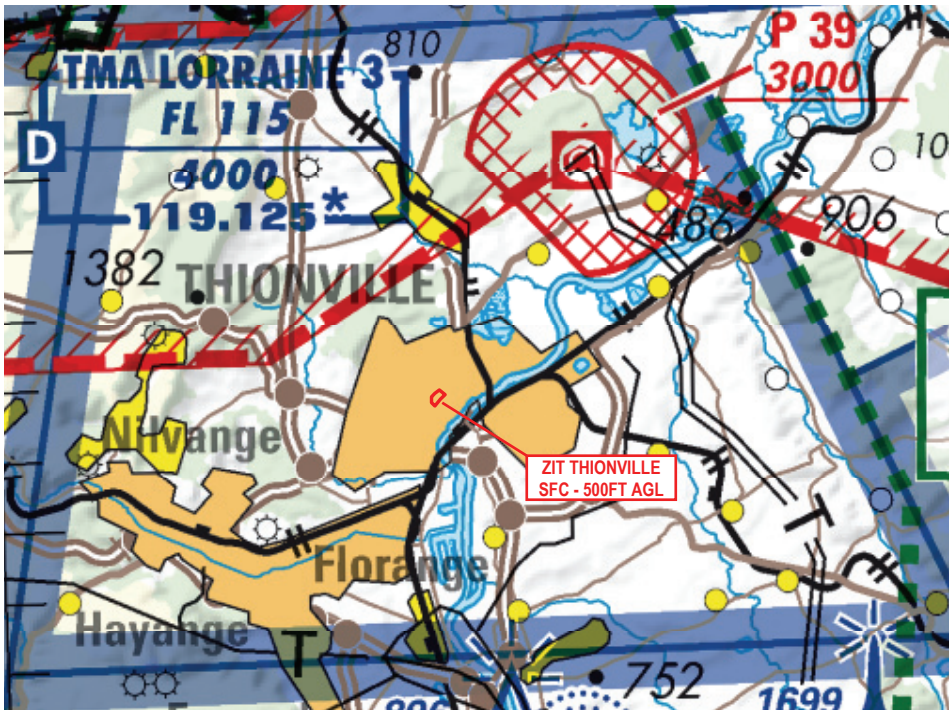 810
P 39
3000
TMA LORRAINE 3
FL 115
D
4000
119.125*
10
486
906
1382
THIONVILLE
Nilvange
ZIT THIONVILLE
SFC - 500FT AGL
T
Florange
Hayange
T
752
1699